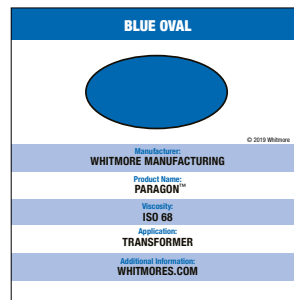 BLUE OVAL
© 2019 Whitmore
Manufacturer:
WHITMORE MANUFACTURING
Product Name:
PARAGON™
Viscosity:
ISO 68
Application:
TRANSFORMER
Additional Information:
WHITMORES.COM